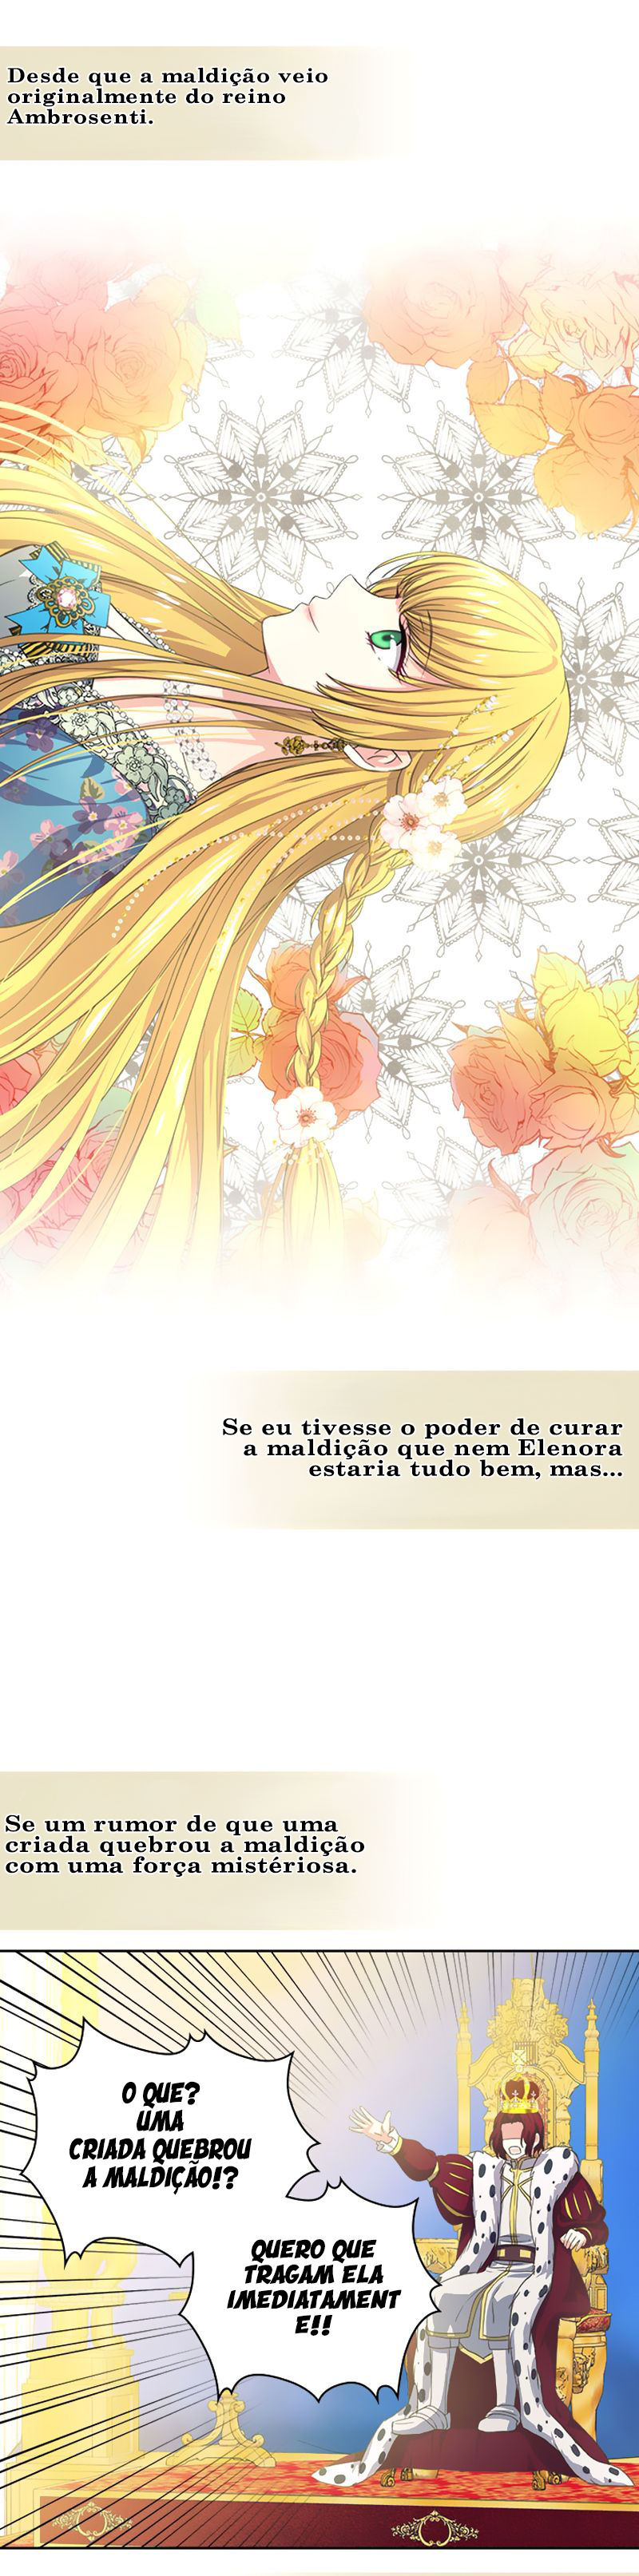 Desde que a maldição veio
originalmente do reino
Ambrosenti.
Se eu tivesse o poder de curar
a maldição que nem Elenora
estaria tudo bem, mas...
Se um rumor de que uma
criada quebrou a maldição
com uma força mistériosa.
O QUE?
UMA
CRIADA QUEBROU
A MALDIÇÃO!?
QUERO QUE
TRAGAM ELA
IMEDIATAMENT
E!!